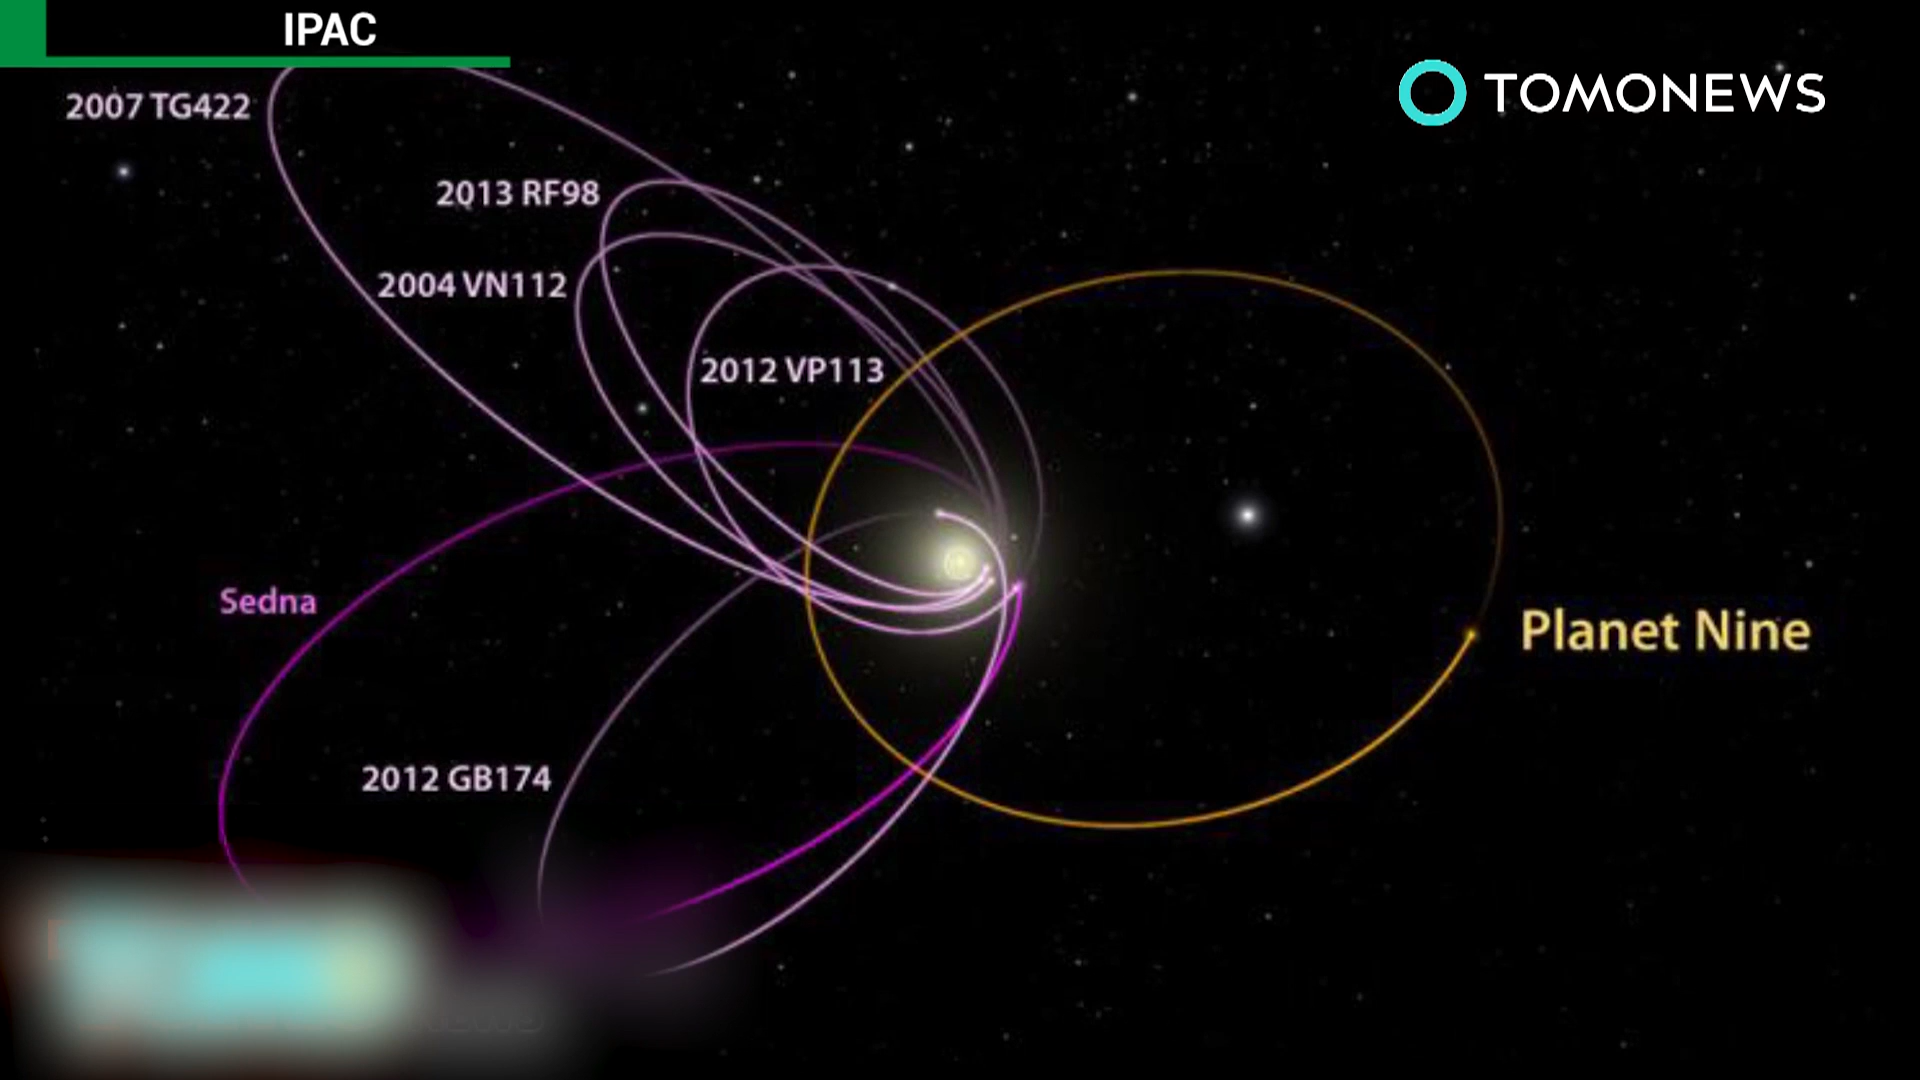 IPAC
TOMONEWS
2007 TG422
2013 RF98
2004 VN112
2012 VP113
Sedna
Planet Nine
2012 GB174